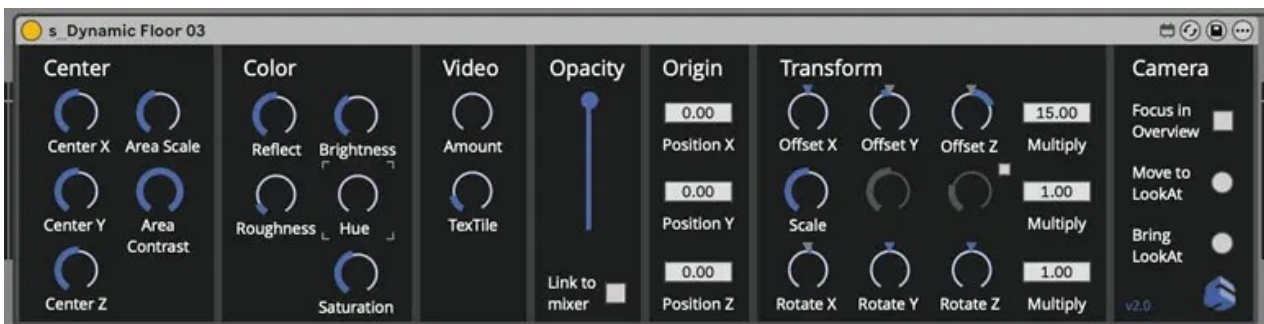 s_Dynamic Floor 03
Center
Center X
Area Scale
Center Y
Area
Contrast
Center Z
Color
Reflect
Brightness
Roughness
Hue
Saturation
Video
Amount
TexTile
Opacity
Link to
mixer
Origin
0.00
Position X
0.00
Position Y
0.00
Position Z
Transform
Offset X
Offset Y
Offset Z
15.00
Multiply
Scale
1.00
Multiply
Rotate X
Rotate Y
Rotate Z
1.00
Multiply
Camera
Focus in
Overview
Move to
LookAt
Bring
LookAt
v2.0